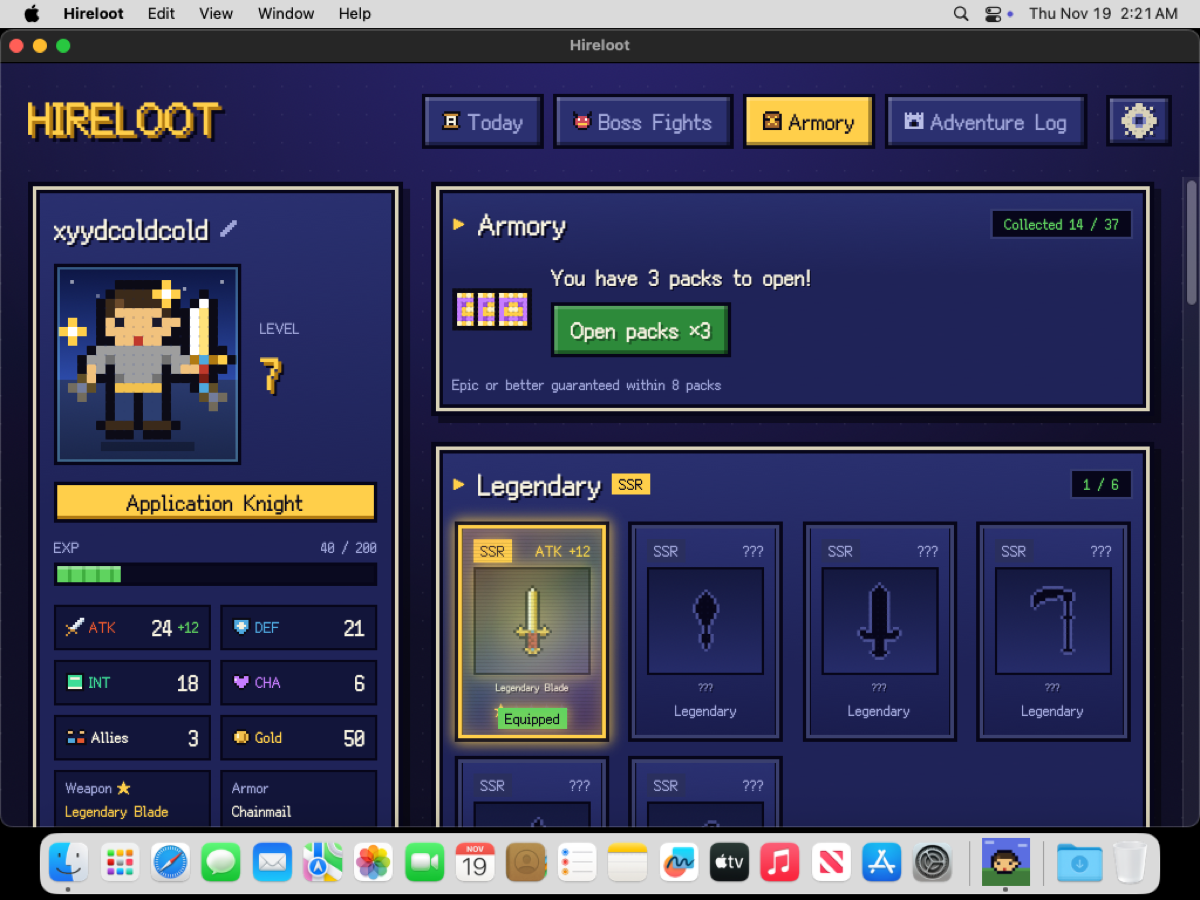 Hireloot Edit View Window Help Thu Nov 19 2:21 AM
Hireloot
HIRELOOT
Today Boss Fights Armory Adventure Log
xyydcoldcold
LEVEL
7
Application Knight
EXP 40 / 200
ATK 24 +12 DEF 21
INT 18 CHA 6
Allies 3 Gold 50
Weapon Armor
Legendary Blade Chainmail
Armory Collected 14 / 37
You have 3 packs to open!
Open packs ×3
Epic or better guaranteed within 8 packs
Legendary SSR 1 / 6
SSR ATK +12 SSR ??? SSR ??? SSR ???
Legendary Blade ??? ??? ???
Equipped Legendary Legendary Legendary
SSR ??? SSR ???
NOV
19
tv